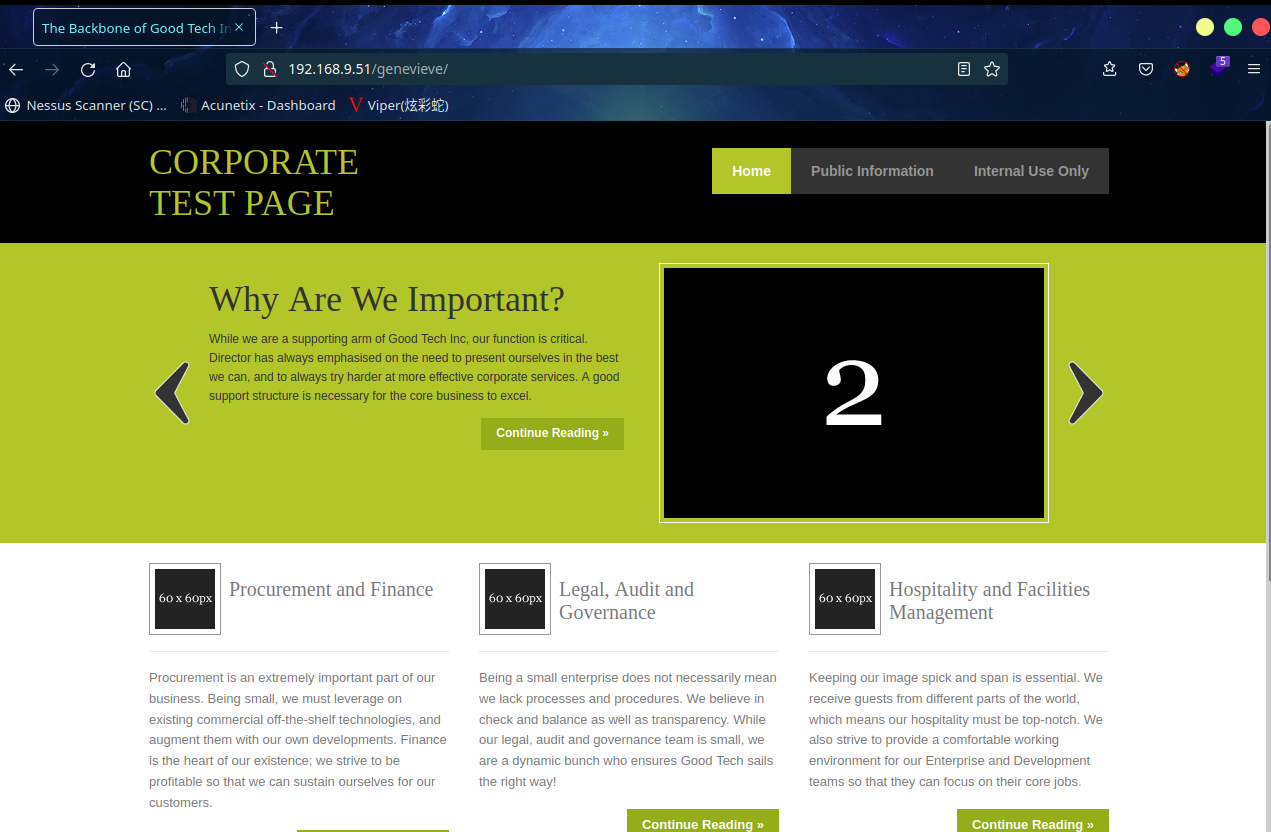 The Backbone of Good Tech In
192.168.9.51/genevieve/
5
Nessus Scanner (SC) ...
Acunetix - Dashboard
Viper(炫彩蛇)
CORPORATE
TEST PAGE
Home
Public Information
Internal Use Only
Why Are We Important?
While we are a supporting arm of Good Tech Inc, our function is critical.
Director has always emphasised on the need to present ourselves in the best
we can, and to always try harder at more effective corporate services. A good
support structure is necessary for the core business to excel.
Continue Reading »
2
60 x 60px
Procurement and Finance
Procurement is an extremely important part of our
business. Being small, we must leverage on
existing commercial off-the-shelf technologies, and
augment them with our own developments. Finance
is the heart of our existence; we strive to be
profitable so that we can sustain ourselves for our
customers.
60 x 60px
Legal, Audit and
Governance
Being a small enterprise does not necessarily mean
we lack processes and procedures. We believe in
check and balance as well as transparency. While
our legal, audit and governance team is small, we
are a dynamic bunch who ensures Good Tech sails
the right way!
Continue Reading »
60 x 60px
Hospitality and Facilities
Management
Keeping our image spick and span is essential. We
receive guests from different parts of the world,
which means our hospitality must be top-notch. We
also strive to provide a comfortable working
environment for our Enterprise and Development
teams so that they can focus on their core jobs.
Continue Reading »